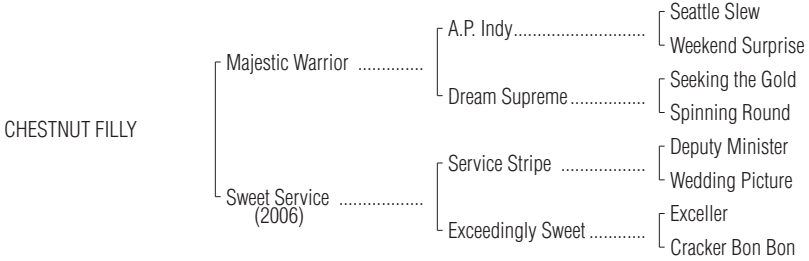 Seattle Slew
A.P. Indy..............................
Weekend Surprise
Majestic Warrior ...............
Seeking the Gold
Dream Supreme.................
Spinning Round
CHESTNUT FILLY
Deputy Minister
Service Stripe ...................
Wedding Picture
Sweet Service ...................
(2006)
Exceller
Exceedingly Sweet.............
Cracker Bon Bon